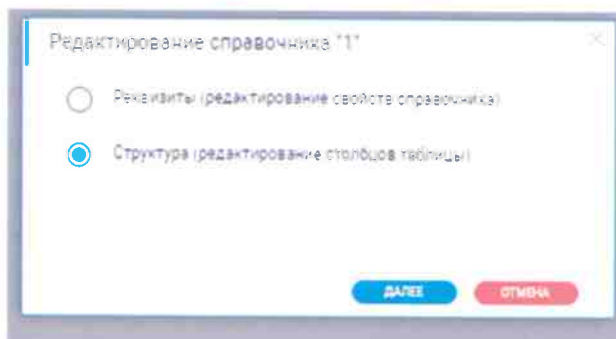 Редактирование справочника "1"
Реквизиты (редактирование свойств справочника)
Структура (редактирование столбцов таблицы)
ДАЛЕЕ
ОТМЕНА